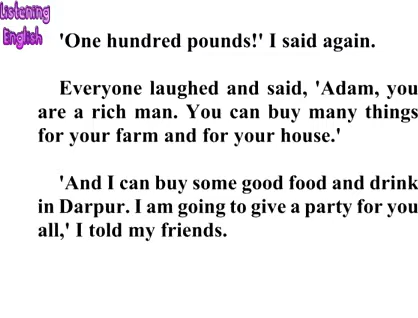 Listening
English
'One hundred pounds!' I said again.
Everyone laughed and said, 'Adam, you
are a rich man. You can buy many things
for your farm and for your house.'
'And I can buy some good food and drink
in Darpur. I am going to give a party for you
all,' I told my friends.